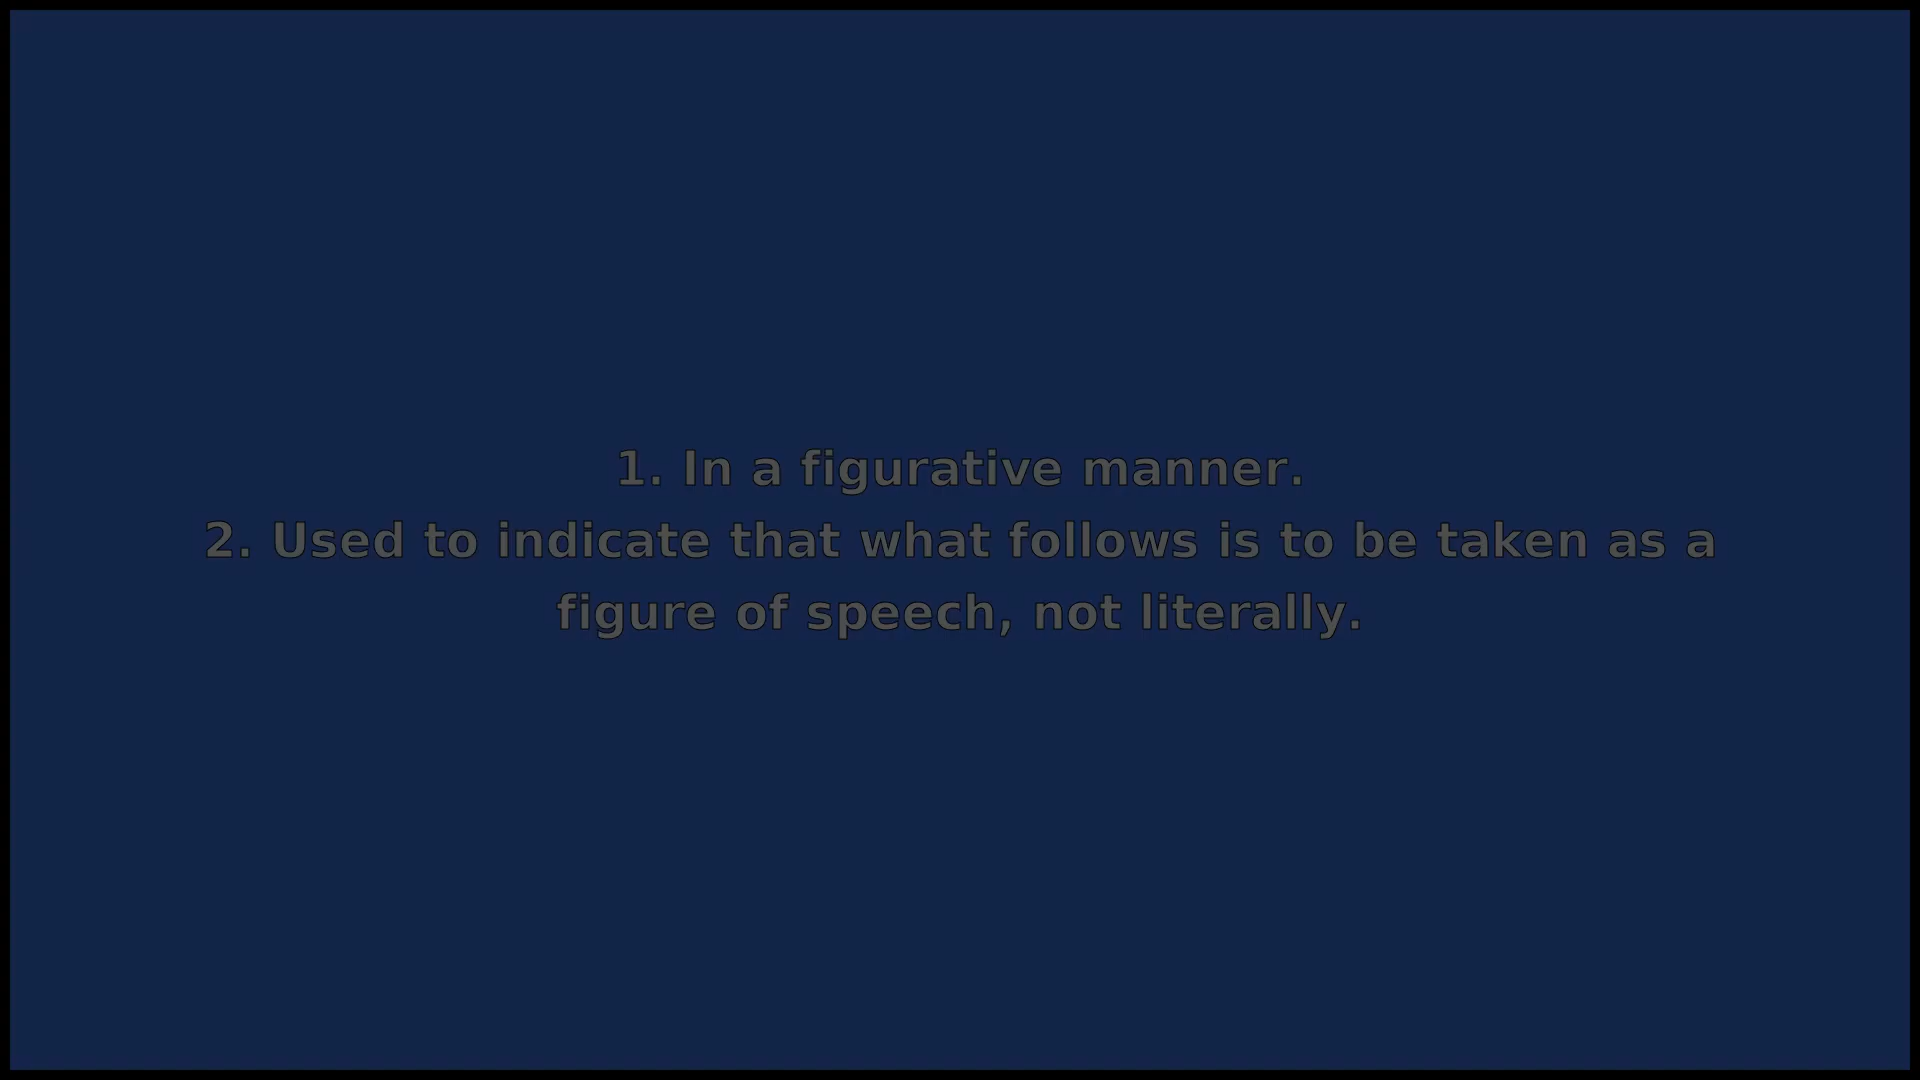 1. In a figurative manner.
2. Used to indicate that what follows is to be taken as a
figure of speech, not literally.